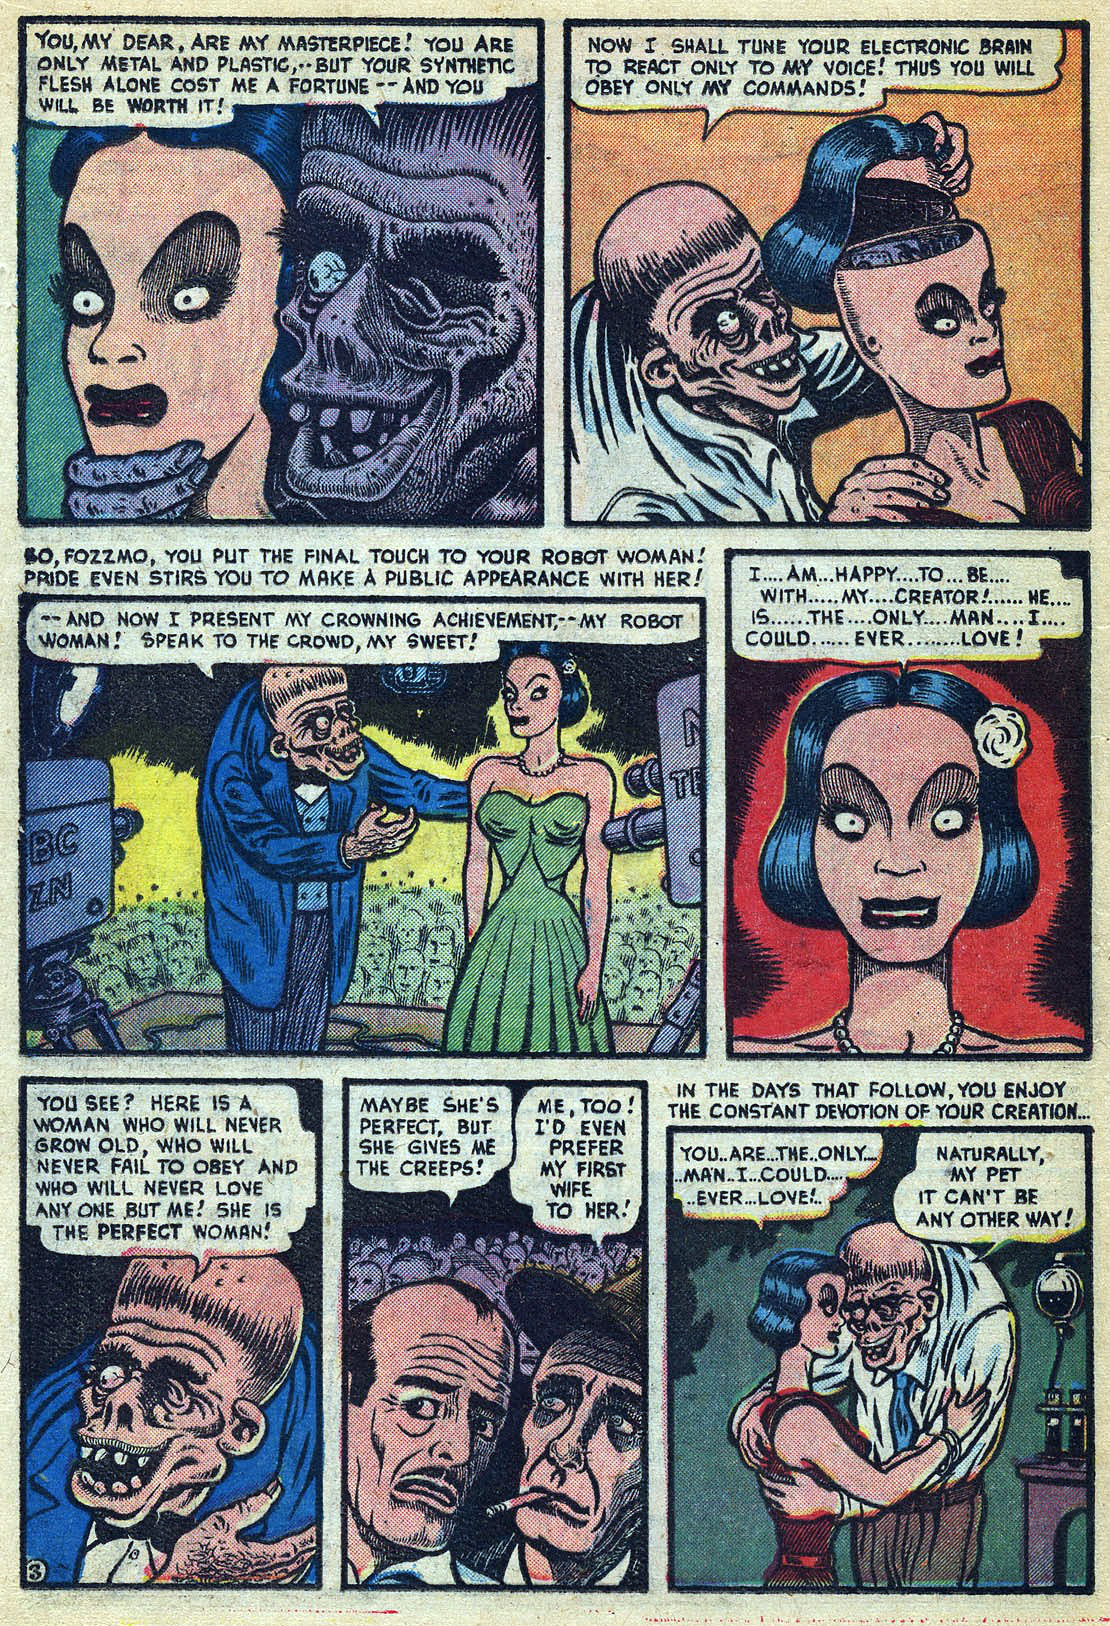 YOU, MY DEAR, ARE MY MASTERPIECE! YOU ARE
ONLY METAL AND PLASTIC,--BUT YOUR SYNTHETIC
FLESH ALONE COST ME A FORTUNE -- AND YOU
WILL BE WORTH IT!
NOW I SHALL TUNE YOUR ELECTRONIC BRAIN
TO REACT ONLY TO MY VOICE! THUS YOU WILL
OBEY ONLY MY COMMANDS!
SO, FOZZMO, YOU PUT THE FINAL TOUCH TO YOUR ROBOT WOMAN!
PRIDE EVEN STIRS YOU TO MAKE A PUBLIC APPEARANCE WITH HER!
--AND NOW I PRESENT MY CROWNING ACHIEVEMENT,--MY ROBOT
WOMAN! SPEAK TO THE CROWD, MY SWEET!
BC
ZN
N
TE
I....AM...HAPPY....TO...BE....
WITH.....MY....CREATOR!......HE....
IS......THE....ONLY....MAN....I....
COULD......EVER........LOVE!
YOU SEE? HERE IS A
WOMAN WHO WILL NEVER
GROW OLD, WHO WILL
NEVER FAIL TO OBEY AND
WHO WILL NEVER LOVE
ANY ONE BUT ME! SHE IS
THE PERFECT WOMAN!
3
MAYBE SHE'S
PERFECT, BUT
SHE GIVES ME
THE CREEPS!
ME, TOO!
I'D EVEN
PREFER
MY FIRST
WIFE
TO HER!
IN THE DAYS THAT FOLLOW, YOU ENJOY
THE CONSTANT DEVOTION OF YOUR CREATION...
YOU..ARE...THE..ONLY....
..MAN..I...COULD.....
..EVER....LOVE!..
NATURALLY,
MY PET
IT CAN'T BE
ANY OTHER WAY!